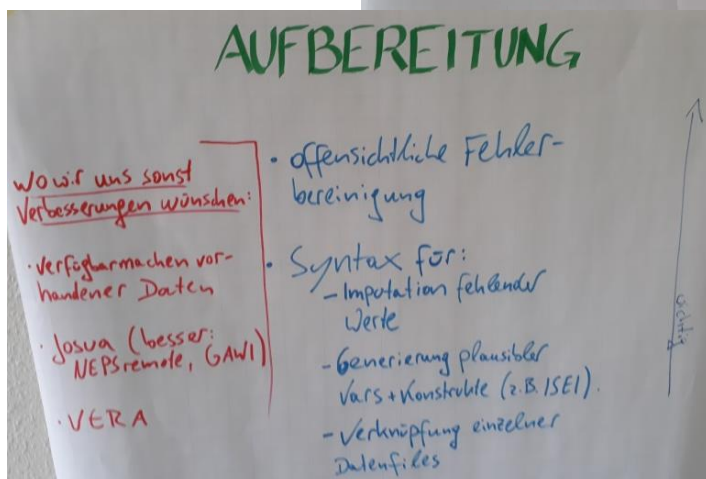 AUFBEREITUNG
wo wir uns sonst
Verbesserungen wünschen:
· Verfügbarmachen vor-
handener Daten
· Josua (besser:
NEPSremote, GAWI)
· VERA
· offensichtliche Fehler-
bereinigung
· Syntax für:
- Imputation fehlender
Werte
- Generierung plausibler
Vars + Konstrukte (z.B. ISEI).
- Verknüpfung einzelner
Datenfiles
wichtig